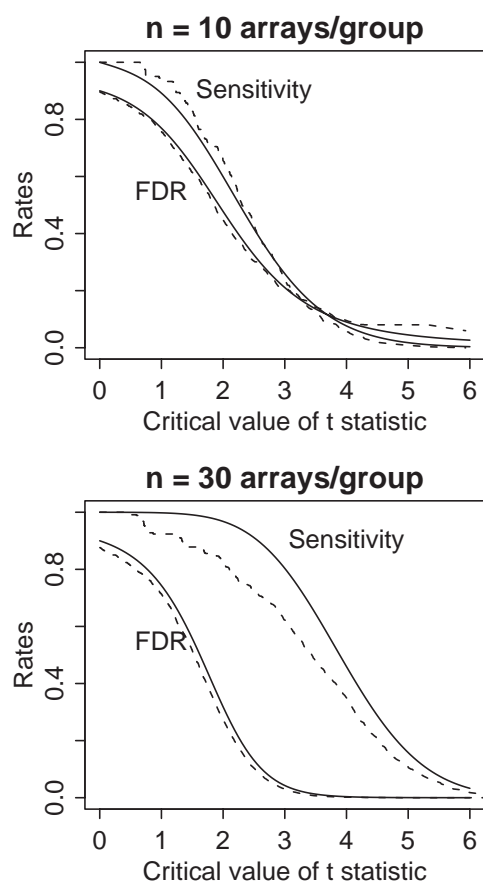 n = 10 arrays/group
Sensitivity
FDR
Rates
0.0 0.4 0.8
0 1 2 3 4 5 6
Critical value of t statistic
n = 30 arrays/group
Sensitivity
FDR
Rates
0.0 0.4 0.8
0 1 2 3 4 5 6
Critical value of t statistic